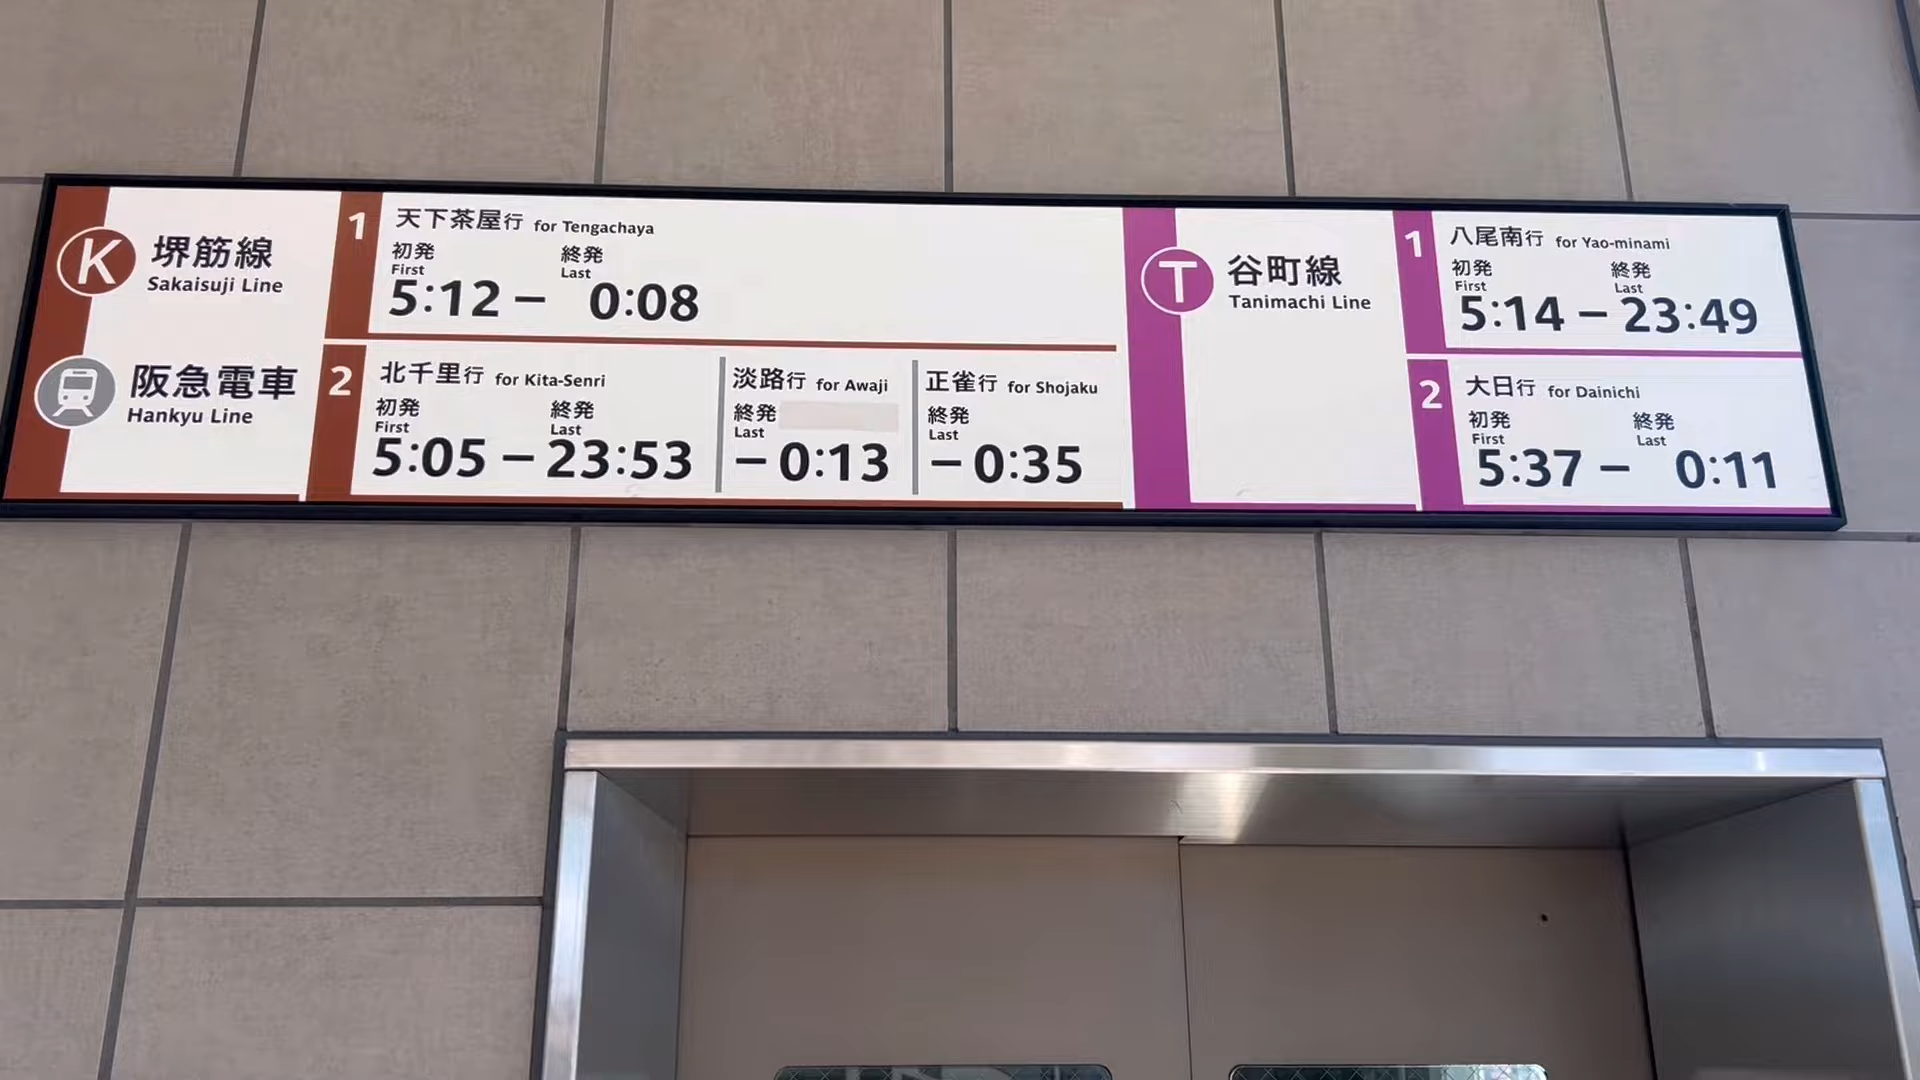 K 堺筋線
Sakaisuji Line
阪急電車
Hankyu Line
1 天下茶屋行 for Tengachaya
初発 終発
First Last
5:12 – 0:08
2 北千里行 for Kita-Senri
初発 終発
First Last
5:05 – 23:53
淡路行 for Awaji
終発
Last
– 0:13
正雀行 for Shojaku
終発
Last
– 0:35
T 谷町線
Tanimachi Line
1 八尾南行 for Yao-minami
初発 終発
First Last
5:14 – 23:49
2 大日行 for Dainichi
初発 終発
First Last
5:37 – 0:11